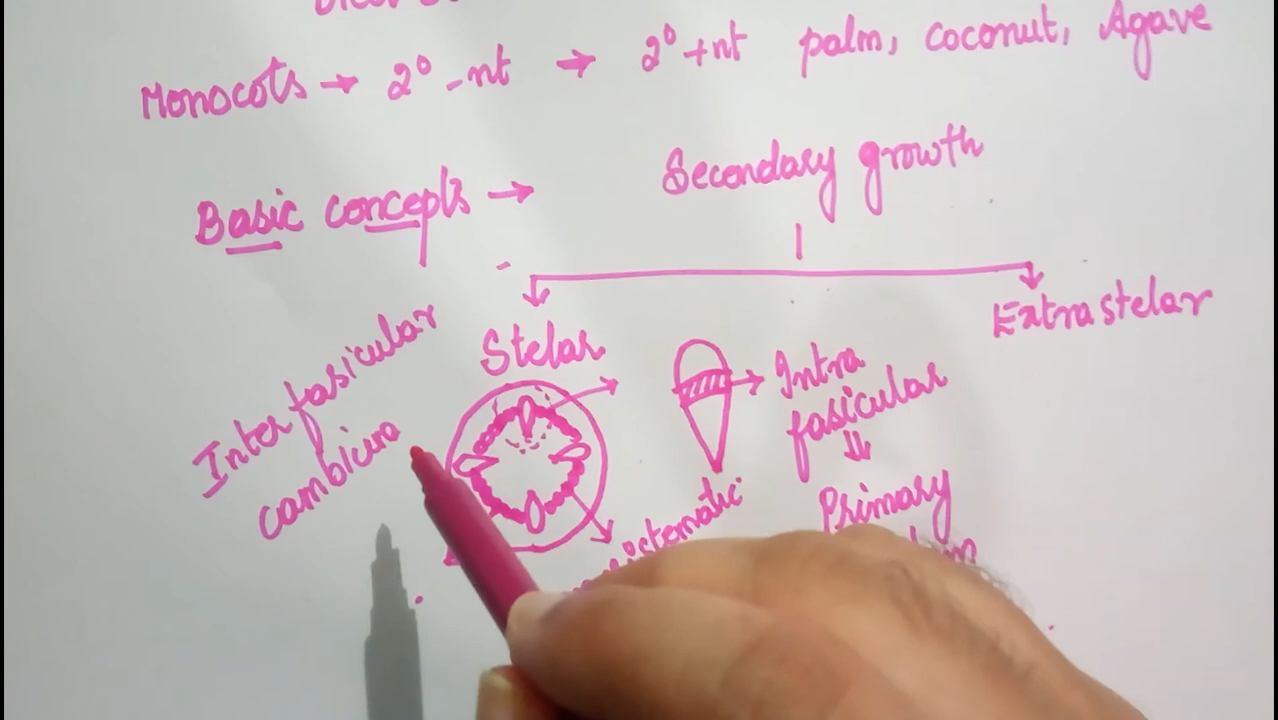 Monocots → 2° -nt → 2° +nt palm, coconut, Agave
Basic concepts →
Secondary growth
Stelar
Extrastelar
Inter fasicular
cambium
Intra
fasicular
Primary